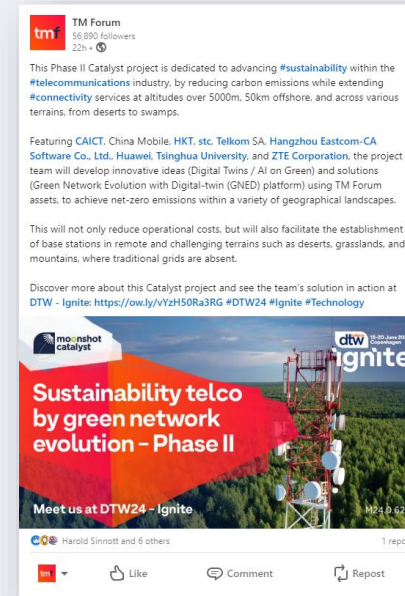 tmf
TM Forum
56,890 followers
22h •
This Phase II Catalyst project is dedicated to advancing #sustainability within the
#telecommunications industry, by reducing carbon emissions while extending
#connectivity services at altitudes over 5000m, 50km offshore, and across various
terrains, from deserts to swamps.
Featuring CAICT, China Mobile, HKT, stc, Telkom SA, Hangzhou Eastcom-CA
Software Co., Ltd., Huawei, Tsinghua University, and ZTE Corporation, the project
team will develop innovative ideas (Digital Twins / AI on Green) and solutions
(Green Network Evolution with Digital-twin (GNED) platform) using TM Forum
assets, to achieve net-zero emissions within a variety of geographical landscapes.
This will not only reduce operational costs, but will also facilitate the establishment
of base stations in remote and challenging terrains such as deserts, grasslands, and
mountains, where traditional grids are absent.
Discover more about this Catalyst project and see the team's solution in action at
DTW - Ignite: https://ow.ly/vYzH50Ra3RG #DTW24 #Ignite #Technology
moonshot
catalyst
dtw
ignite
Sustainability telco
by green network
evolution – Phase II
Meet us at DTW24 - Ignite
M24.0.62
Harold Sinnott and 6 others
1 repo
Like
Comment
Repost